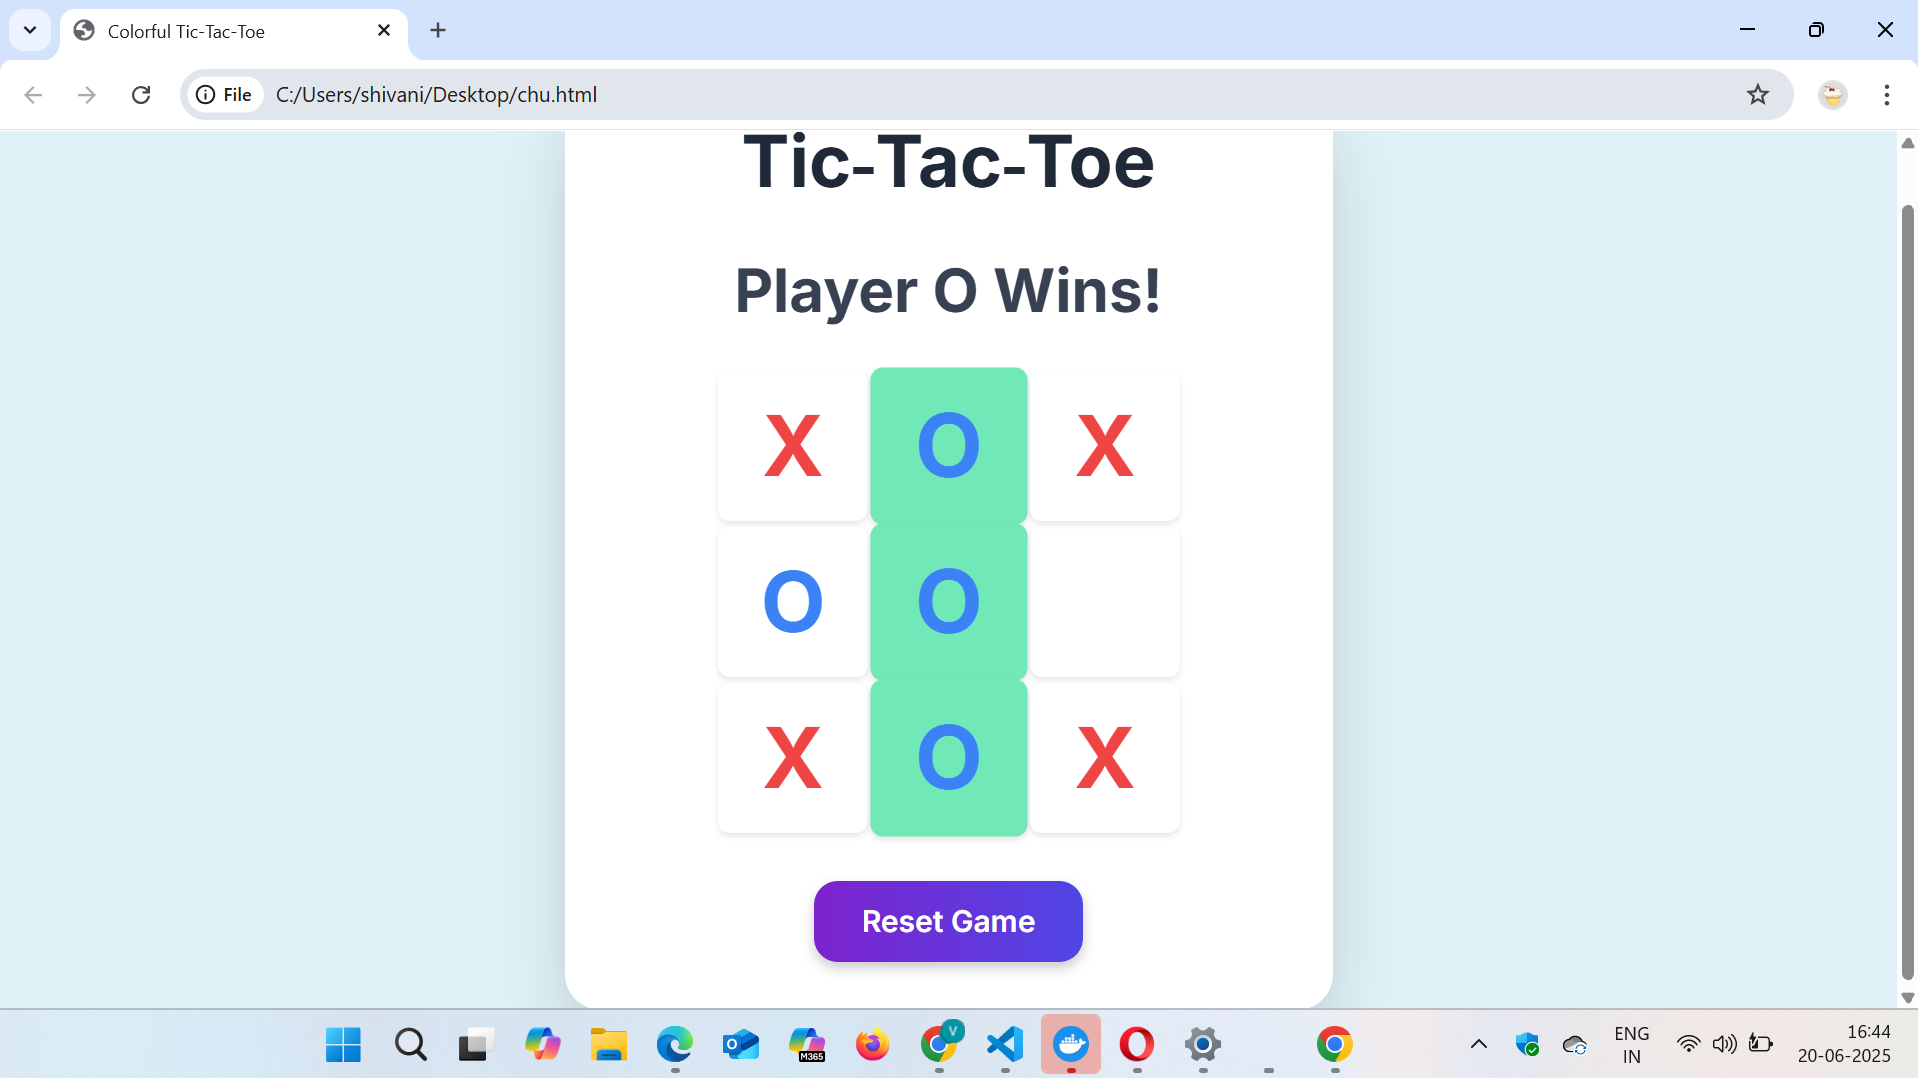 Colorful Tic-Tac-Toe
File C:/Users/shivani/Desktop/chu.html
Tic-Tac-Toe
Player O Wins!
X O X
O O
X O X
Reset Game
O M365 V ENG 16:44
IN 20-06-2025